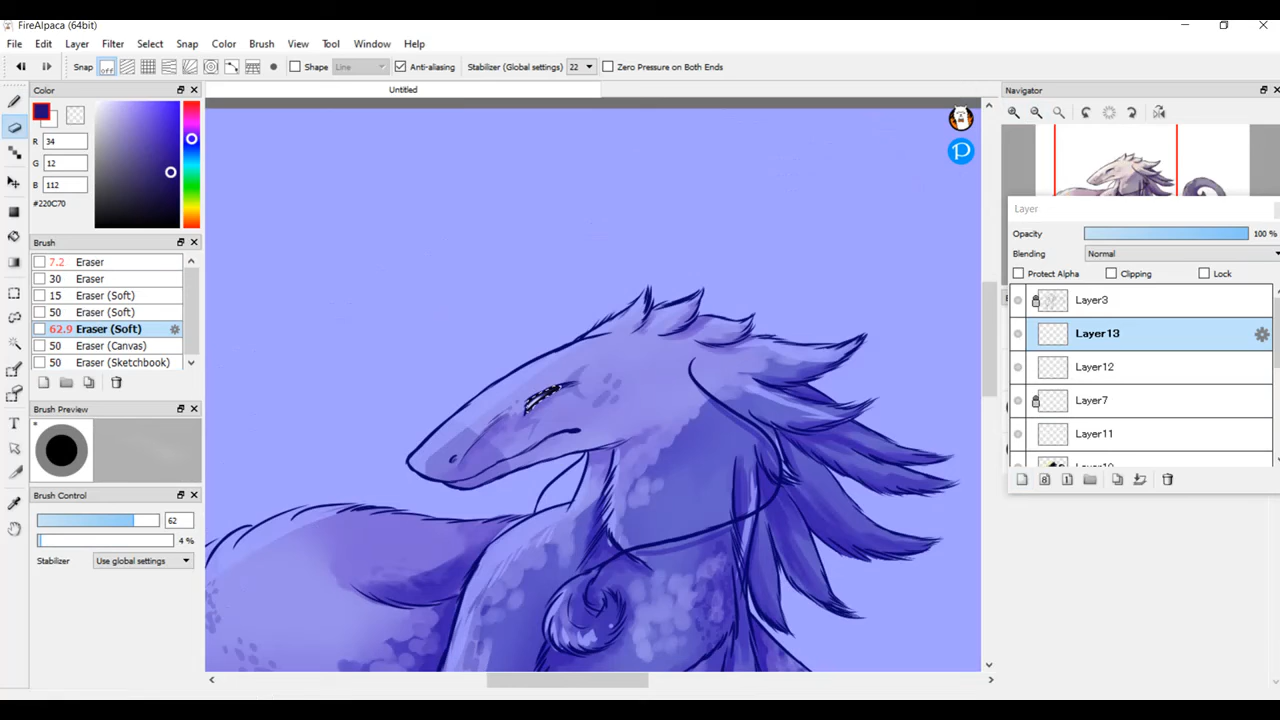 FireAlpaca (64bit)
File Edit Layer Filter Select Snap Color Brush View Tool Window Help
Snap off Shape Line Anti-aliasing Stabilizer (Global settings) 22 Zero Pressure on Both Ends
Color
Untitled
Navigator
R 34
G 12
B 112
#220C70
Brush
7.2 Eraser
30 Eraser
15 Eraser (Soft)
50 Eraser (Soft)
62.9 Eraser (Soft)
50 Eraser (Canvas)
50 Eraser (Sketchbook)
Brush Preview
Brush Control
62
4 %
Stabilizer Use global settings
Layer
Opacity 100 %
Blending Normal
Protect Alpha Clipping Lock
Layer3
Layer13
Layer12
Layer7
Layer11